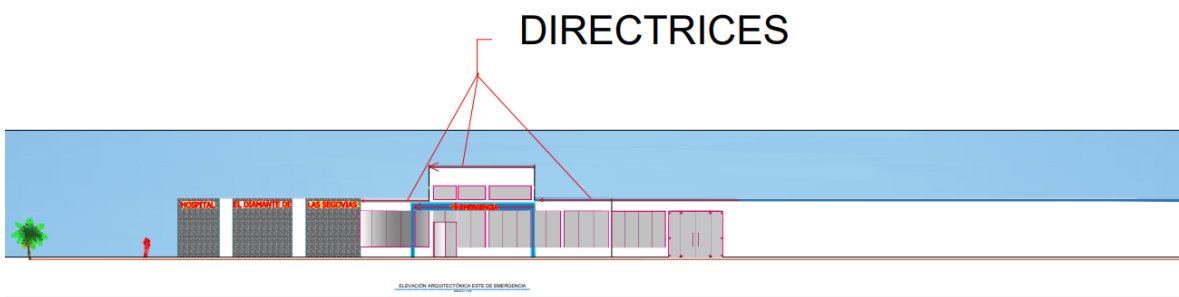 DIRECTRICES
HOSPITAL EL DIAMANTE DE LAS SEGOVIAS
EMERGENCIA
ELEVACIÓN ARQUITECTÓNICA ESTE DE EMERGENCIA